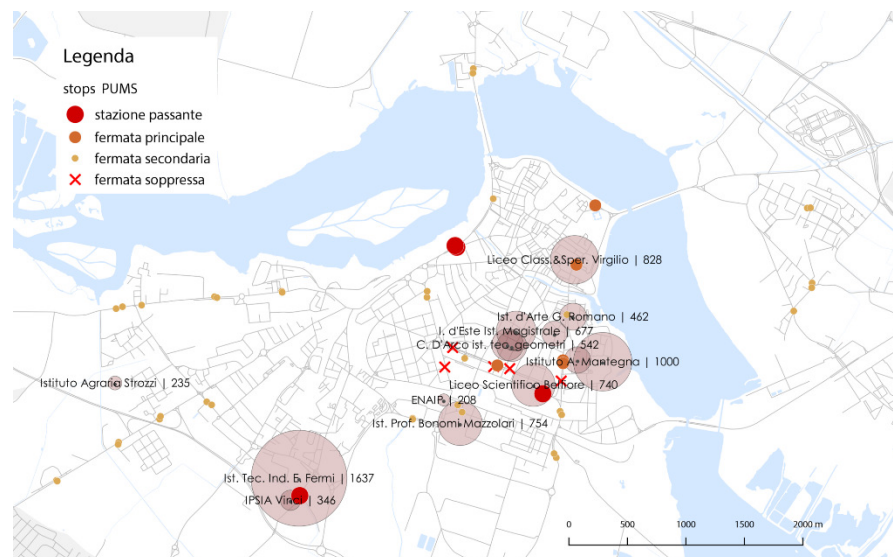 Legenda
stops PUMS
stazione passante
fermata principale
fermata secondaria
fermata soppressa
Liceo Class.&Sper. Virgilio | 828
Ist. d'Arte G. Romano | 462
I. d'Este Ist. Magistrale | 677
C. D'Arco ist. tec. geometri | 542
Istituto A. Mantegna | 1000
Istituto Agraria Strozzi | 235
Liceo Scientifico Belfiore | 740
ENAIP | 208
Ist. Prof. Bonomi Mazzolari | 754
Ist. Tec. Ind. E. Fermi | 1637
IPSIA Vinci | 346
0 500 1000 1500 2000 m